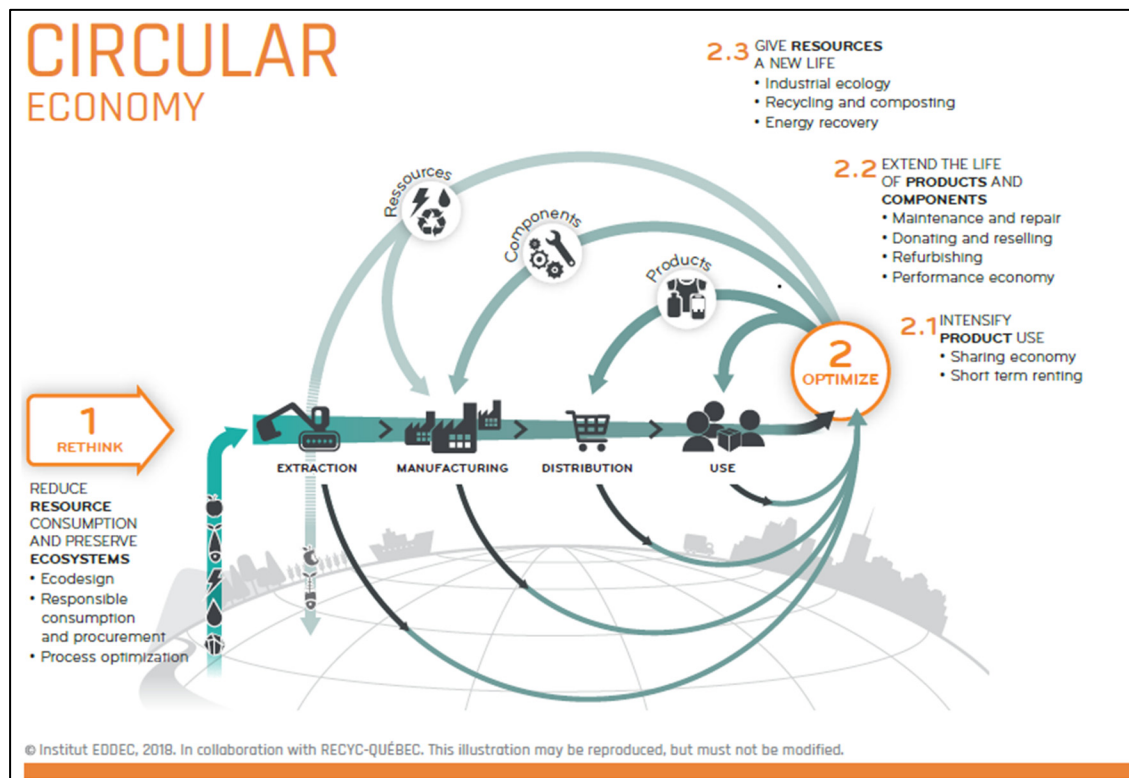 CIRCULAR
ECONOMY
2.3 GIVE RESOURCES
A NEW LIFE
• Industrial ecology
• Recycling and composting
• Energy recovery
2.2 EXTEND THE LIFE
OF PRODUCTS AND
COMPONENTS
• Maintenance and repair
• Donating and reselling
• Refurbishing
• Performance economy
2.1 INTENSIFY
PRODUCT USE
• Sharing economy
• Short term renting
Ressources
Components
Products
2
OPTIMIZE
1
RETHINK
EXTRACTION
MANUFACTURING
DISTRIBUTION
USE
REDUCE
RESOURCE
CONSUMPTION
AND PRESERVE
ECOSYSTEMS
• Ecodesign
• Responsible
consumption
and procurement
• Process optimization
© Institut EDDEC, 2018. In collaboration with RECYC-QUÉBEC. This illustration may be reproduced, but must not be modified.